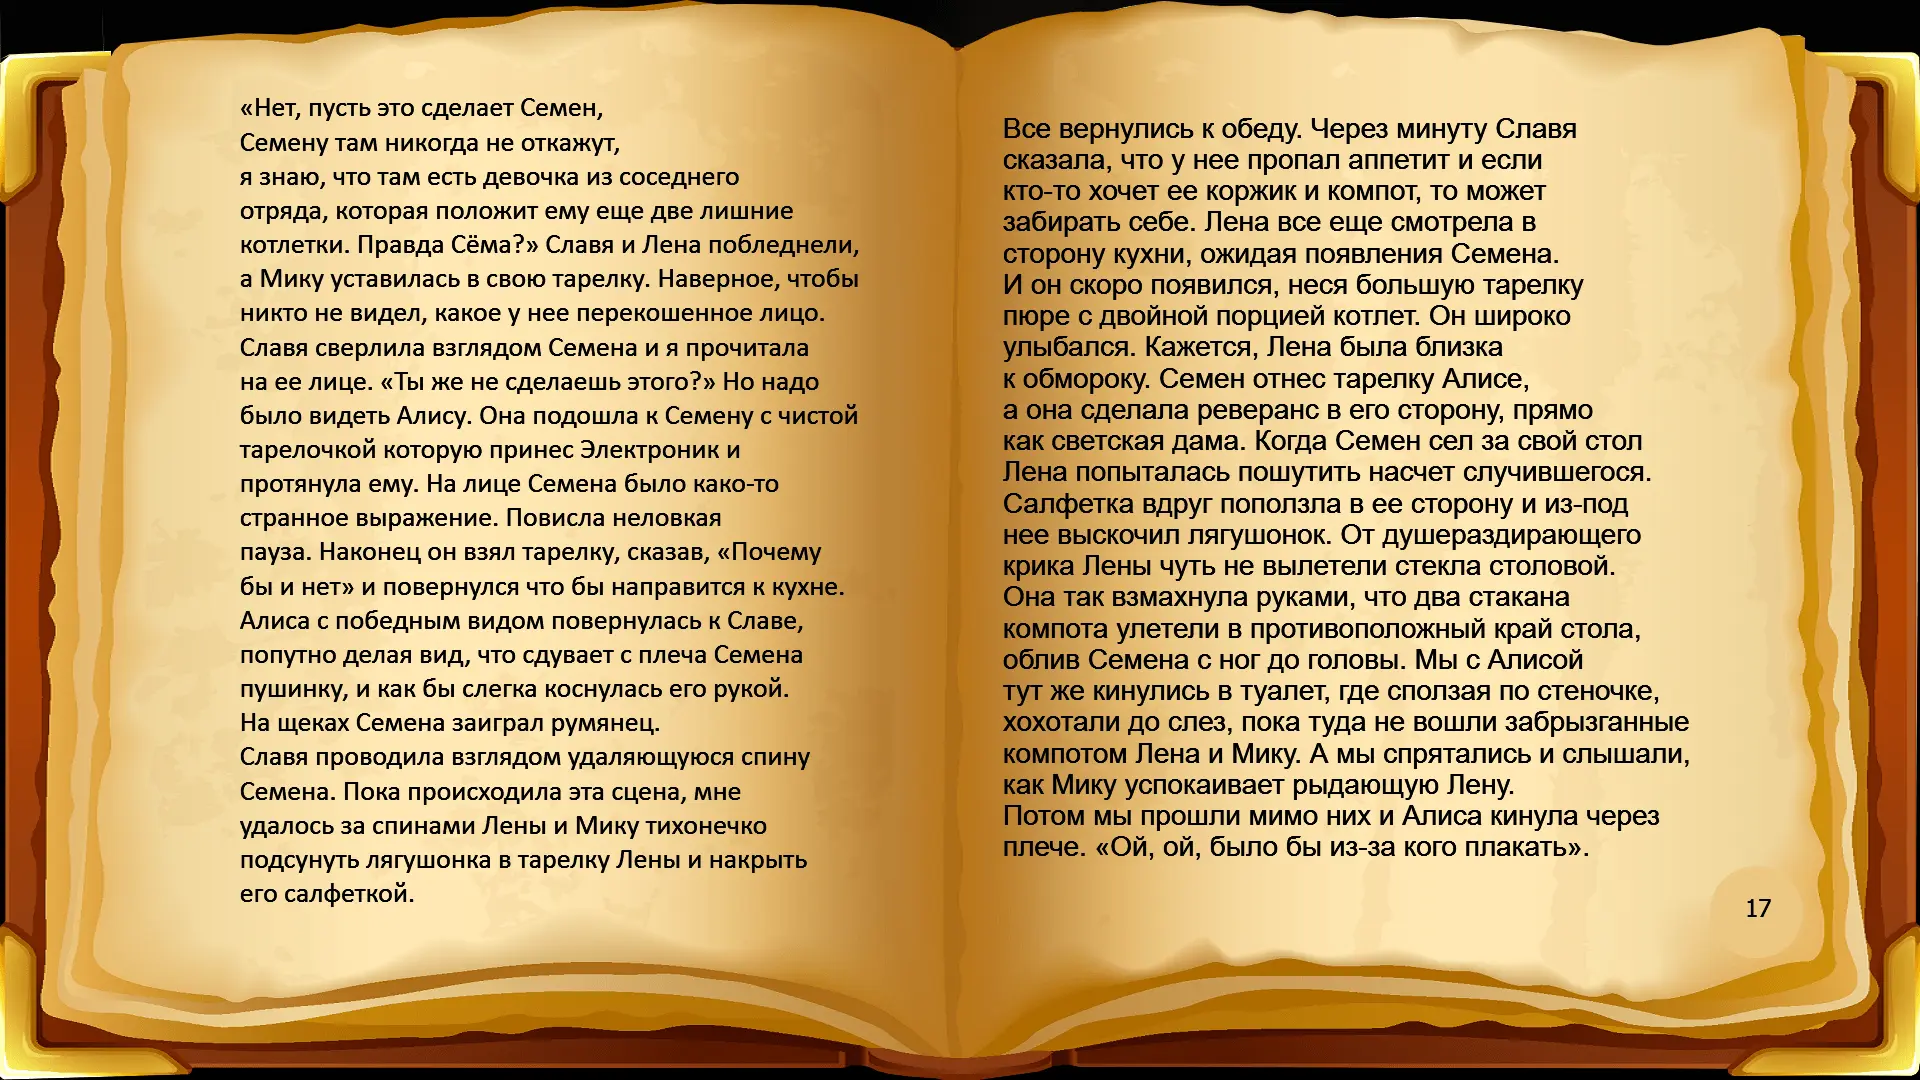 «Нет, пусть это сделает Семен,
Семену там никогда не откажут,
я знаю, что там есть девочка из соседнего
отряда, которая положит ему еще две лишние
котлетки. Правда Сёма?» Славя и Лена побледнели,
а Мику уставилась в свою тарелку. Наверное, чтобы
никто не видел, какое у нее перекошенное лицо.
Славя сверлила взглядом Семена и я прочитала
на ее лице. «Ты же не сделаешь этого?» Но надо
было видеть Алису. Она подошла к Семену с чистой
тарелочкой которую принес Электроник и
протянула ему. На лице Семена было како-то
странное выражение. Повисла неловкая
пауза. Наконец он взял тарелку, сказав, «Почему
бы и нет» и повернулся что бы направится к кухне.
Алиса с победным видом повернулась к Славе,
попутно делая вид, что сдувает с плеча Семена
пушинку, и как бы слегка коснулась его рукой.
На щеках Семена заиграл румянец.
Славя проводила взглядом удаляющуюся спину
Семена. Пока происходила эта сцена, мне
удалось за спинами Лены и Мику тихонечко
подсунуть лягушонка в тарелку Лены и накрыть
его салфеткой.
Все вернулись к обеду. Через минуту Славя
сказала, что у нее пропал аппетит и если
кто-то хочет ее коржик и компот, то может
забирать себе. Лена все еще смотрела в
сторону кухни, ожидая появления Семена.
И он скоро появился, неся большую тарелку
пюре с двойной порцией котлет. Он широко
улыбался. Кажется, Лена была близка
к обмороку. Семен отнес тарелку Алисе,
а она сделала реверанс в его сторону, прямо
как светская дама. Когда Семен сел за свой стол
Лена попыталась пошутить насчет случившегося.
Салфетка вдруг поползла в ее сторону и из-под
нее выскочил лягушонок. От душераздирающего
крика Лены чуть не вылетели стекла столовой.
Она так взмахнула руками, что два стакана
компота улетели в противоположный край стола,
облив Семена с ног до головы. Мы с Алисой
тут же кинулись в туалет, где сползая по стеночке,
хохотали до слез, пока туда не вошли забрызганные
компотом Лена и Мику. А мы спрятались и слышали,
как Мику успокаивает рыдающую Лену.
Потом мы прошли мимо них и Алиса кинула через
плече. «Ой, ой, было бы из-за кого плакать».
17